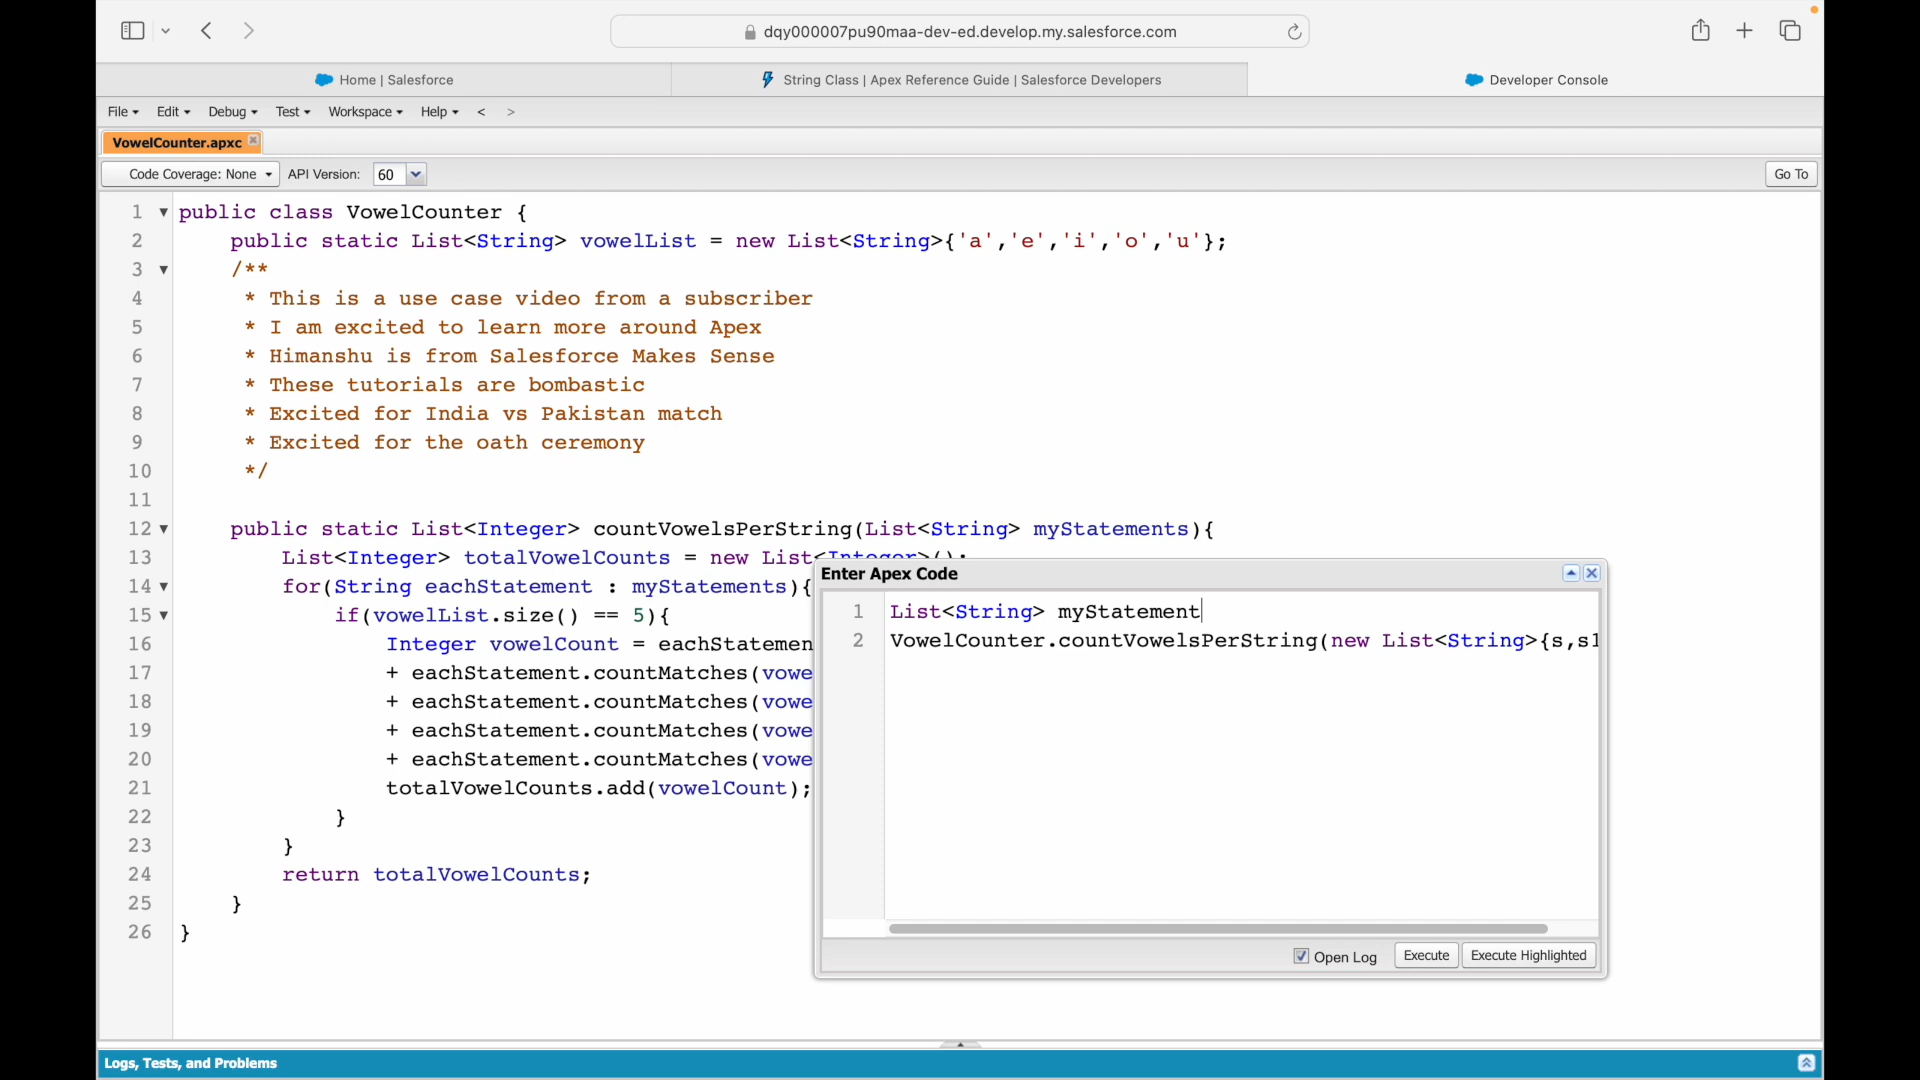 dqy000007pu90maa-dev-ed.develop.my.salesforce.com
Home | Salesforce
String Class | Apex Reference Guide | Salesforce Developers
Developer Console
File Edit Debug Test Workspace Help < >
VowelCounter.apxc
Code Coverage: None API Version: 60 Go To
1 public class VowelCounter {
2 public static List<String> vowelList = new List<String>{'a','e','i','o','u'};
3 /**
4 * This is a use case video from a subscriber
5 * I am excited to learn more around Apex
6 * Himanshu is from Salesforce Makes Sense
7 * These tutorials are bombastic
8 * Excited for India vs Pakistan match
9 * Excited for the oath ceremony
10 */
11
12 public static List<Integer> countVowelsPerString(List<String> myStatements){
13 List<Integer> totalVowelCounts = new List<Integer>();
14 for(String eachStatement : myStatements){
15 if(vowelList.size() == 5){
16 Integer vowelCount = eachStatemen
17 + eachStatement.countMatches(vowe
18 + eachStatement.countMatches(vowe
19 + eachStatement.countMatches(vowe
20 + eachStatement.countMatches(vowe
21 totalVowelCounts.add(vowelCount);
22 }
23 }
24 return totalVowelCounts;
25 }
26 }
Enter Apex Code
1 List<String> myStatement
2 VowelCounter.countVowelsPerString(new List<String>{s,s1
Open Log Execute Execute Highlighted
Logs, Tests, and Problems